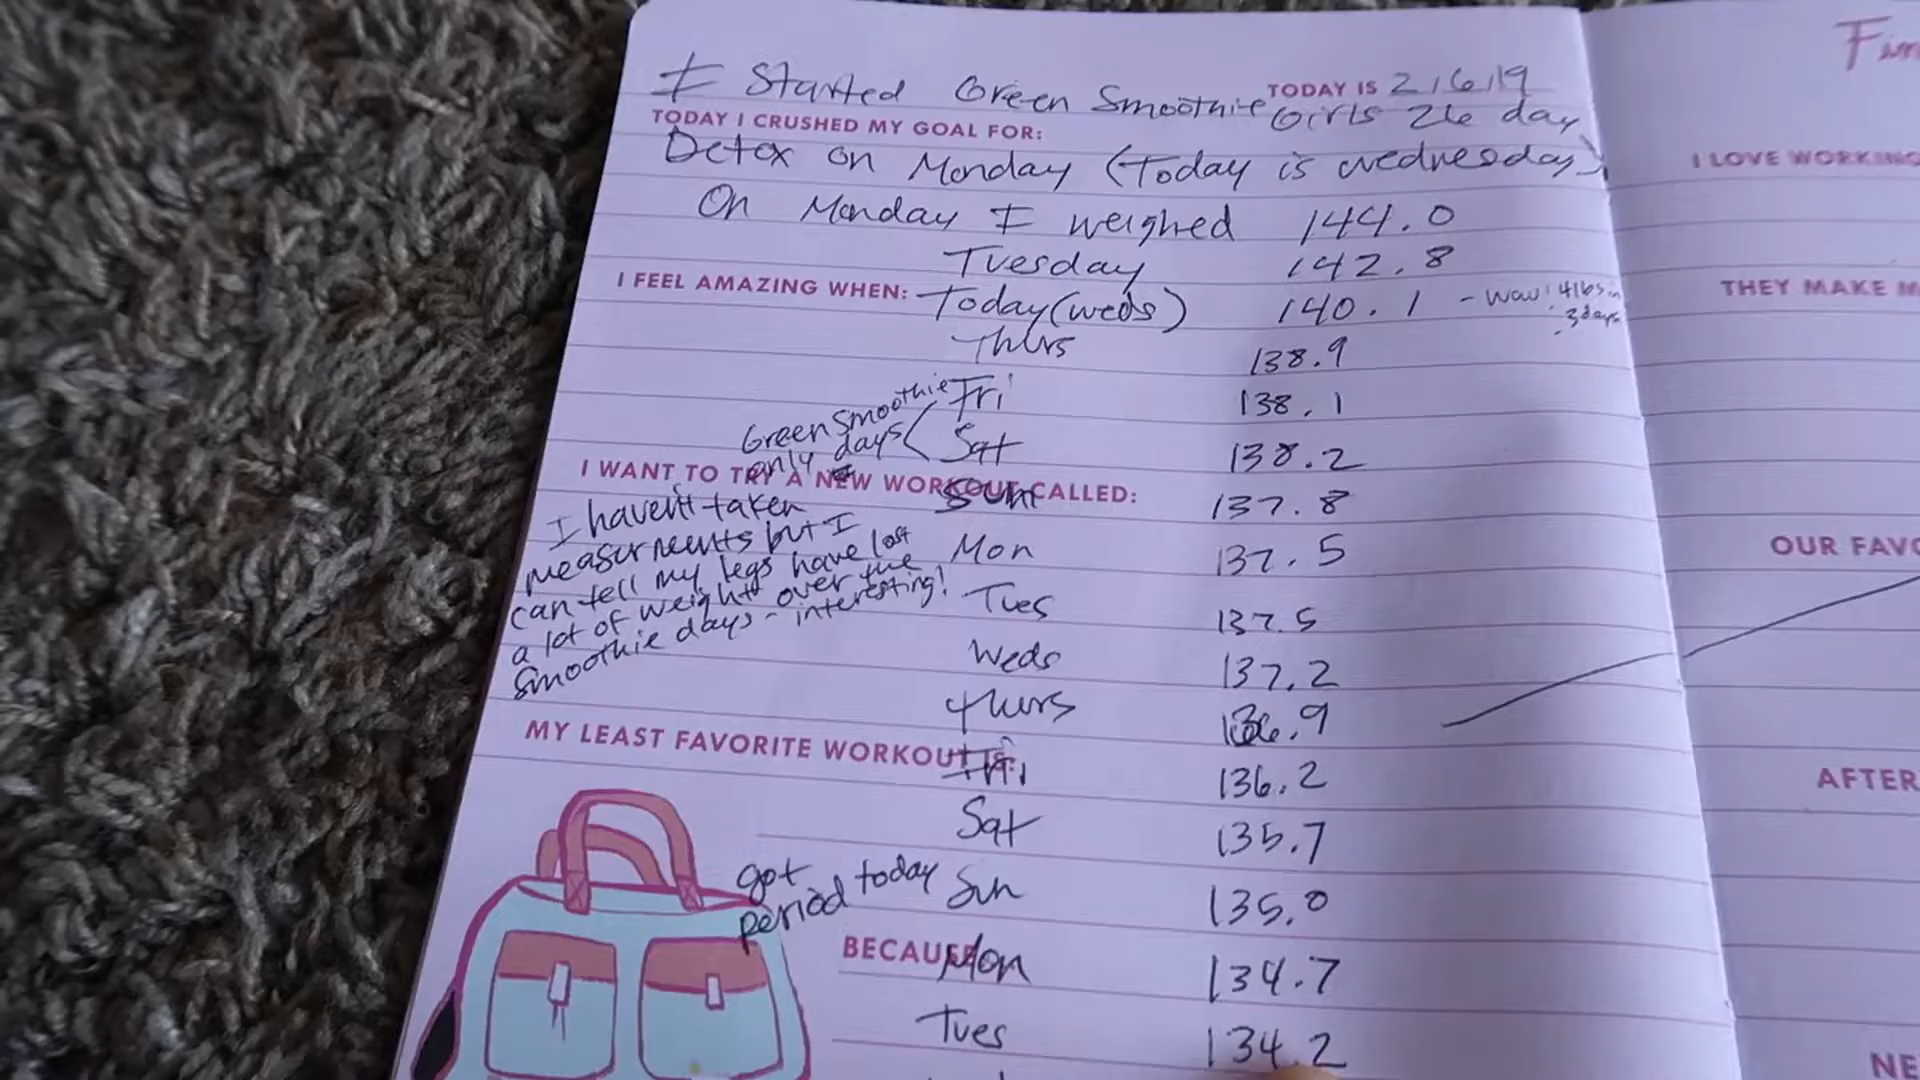 I Started Green Smoothie Girls 26 day
TODAY IS 2/6/19
TODAY I CRUSHED MY GOAL FOR:
Detox on Monday (Today is wednesday)
On Monday I weighed 144.0
Tuesday 142.8
I FEEL AMAZING WHEN:
Today (weds) 140.1 - wow! 4 lbs in
3 days
Thurs 138.9
Fri 138.1
Green Smoothie
only days
Sat 138.2
I WANT TO TRY A NEW WORKOUT CALLED:
Sun 137.8
I haven't taken
measurments but I
can tell my legs have lost
a lot of weight over the
smoothie days - interesting!
Mon 137.5
Tues 137.5
Weds 137.2
thurs 136.9
MY LEAST FAVORITE WORKOUT IS:
Fri 136.2
Sat 135.7
got
period today
Sun 135.0
BECAUSE
Mon 134.7
Tues 134.2
I LOVE WORKING
THEY MAKE M
OUR FAVO
AFTER
NE